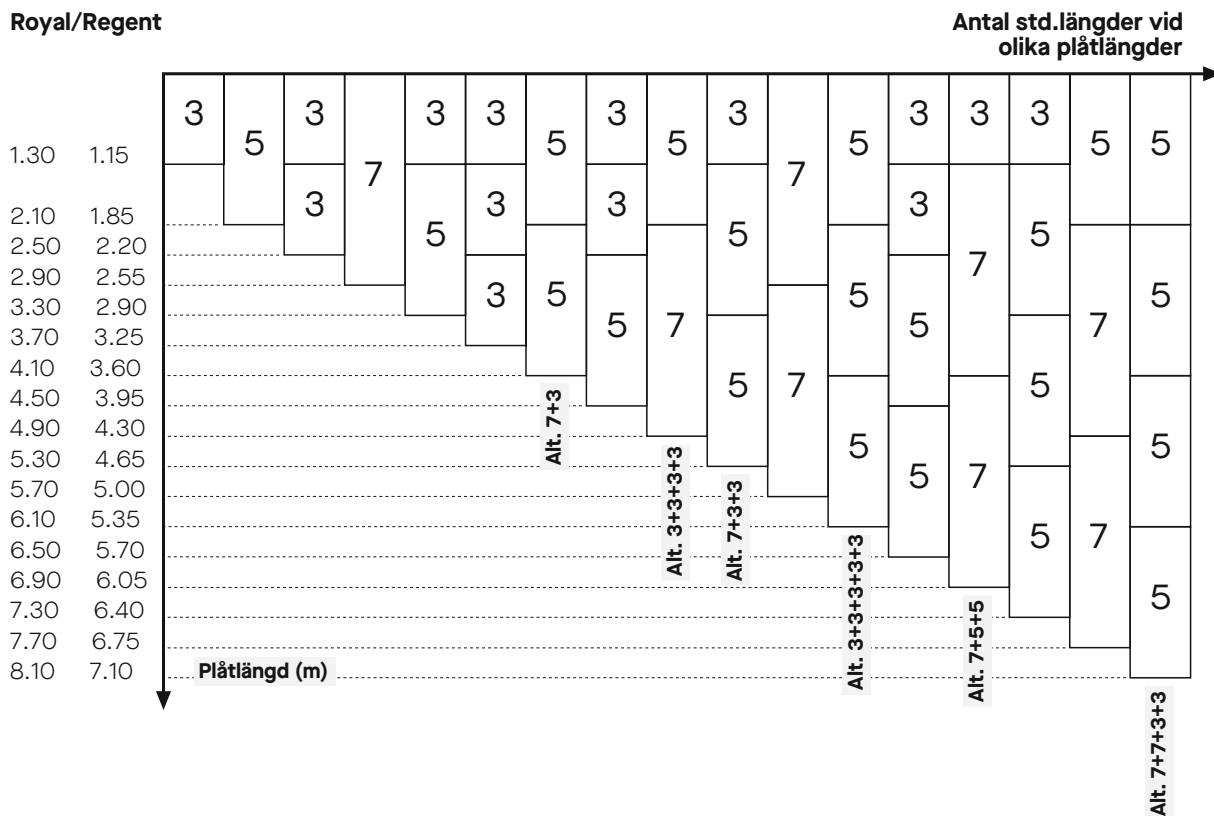 Royal/Regent
Antal std.längder vid
olika plåtlängder
3 5 3 7 3 3 5 3 5 3 7 5 3 3 3 5 5
1.30 1.15
3 5 3 3 7 5 5 3 7 5 7 5
2.10 1.85
2.50 2.20
2.90 2.55
3.30 2.90
3 5 5 7 5 7 5 5 5
3.70 3.25
4.10 3.60
4.50 3.95
4.90 4.30
5.30 4.65
5 7 5
5.70 5.00
6.10 5.35
6.50 5.70
6.90 6.05
7.30 6.40
7.70 6.75
8.10 7.10
Plåtlängd (m)
Alt. 7+3
Alt. 3+3+3+3
Alt. 7+3+3
Alt. 3+3+3+3+3
Alt. 7+5+5
Alt. 7+7+3+3